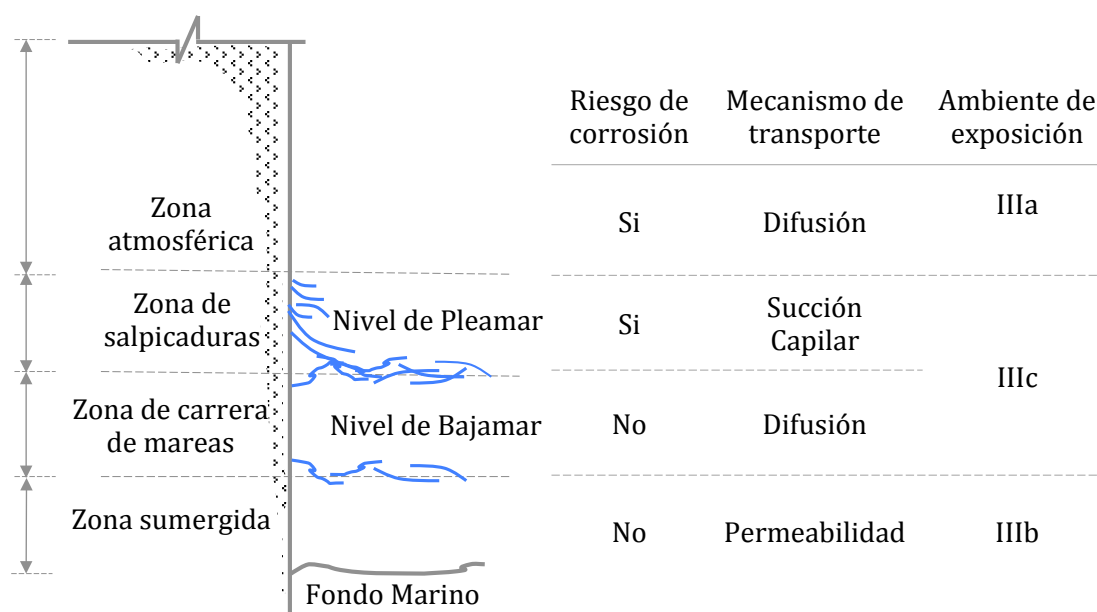 Riesgo de
corrosión
Mecanismo de
transporte
Ambiente de
exposición
Zona
atmosférica
Si
Difusión
IIIa
Zona de
salpicaduras
Nivel de Pleamar
Si
Succión
Capilar
IIIc
Zona de carrera
de mareas
Nivel de Bajamar
No
Difusión
Zona sumergida
No
Permeabilidad
IIIb
Fondo Marino